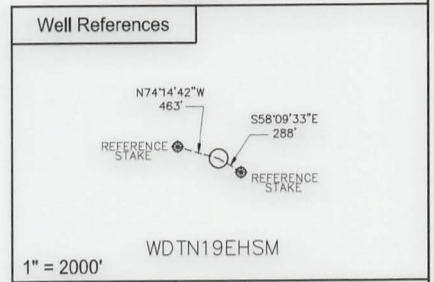 Well References
N74°14'42"W
463'
S58°09'33"E
288'
REFERENCE
STAKE
REFERENCE
STAKE
WDTN19EHSM
1" = 2000'